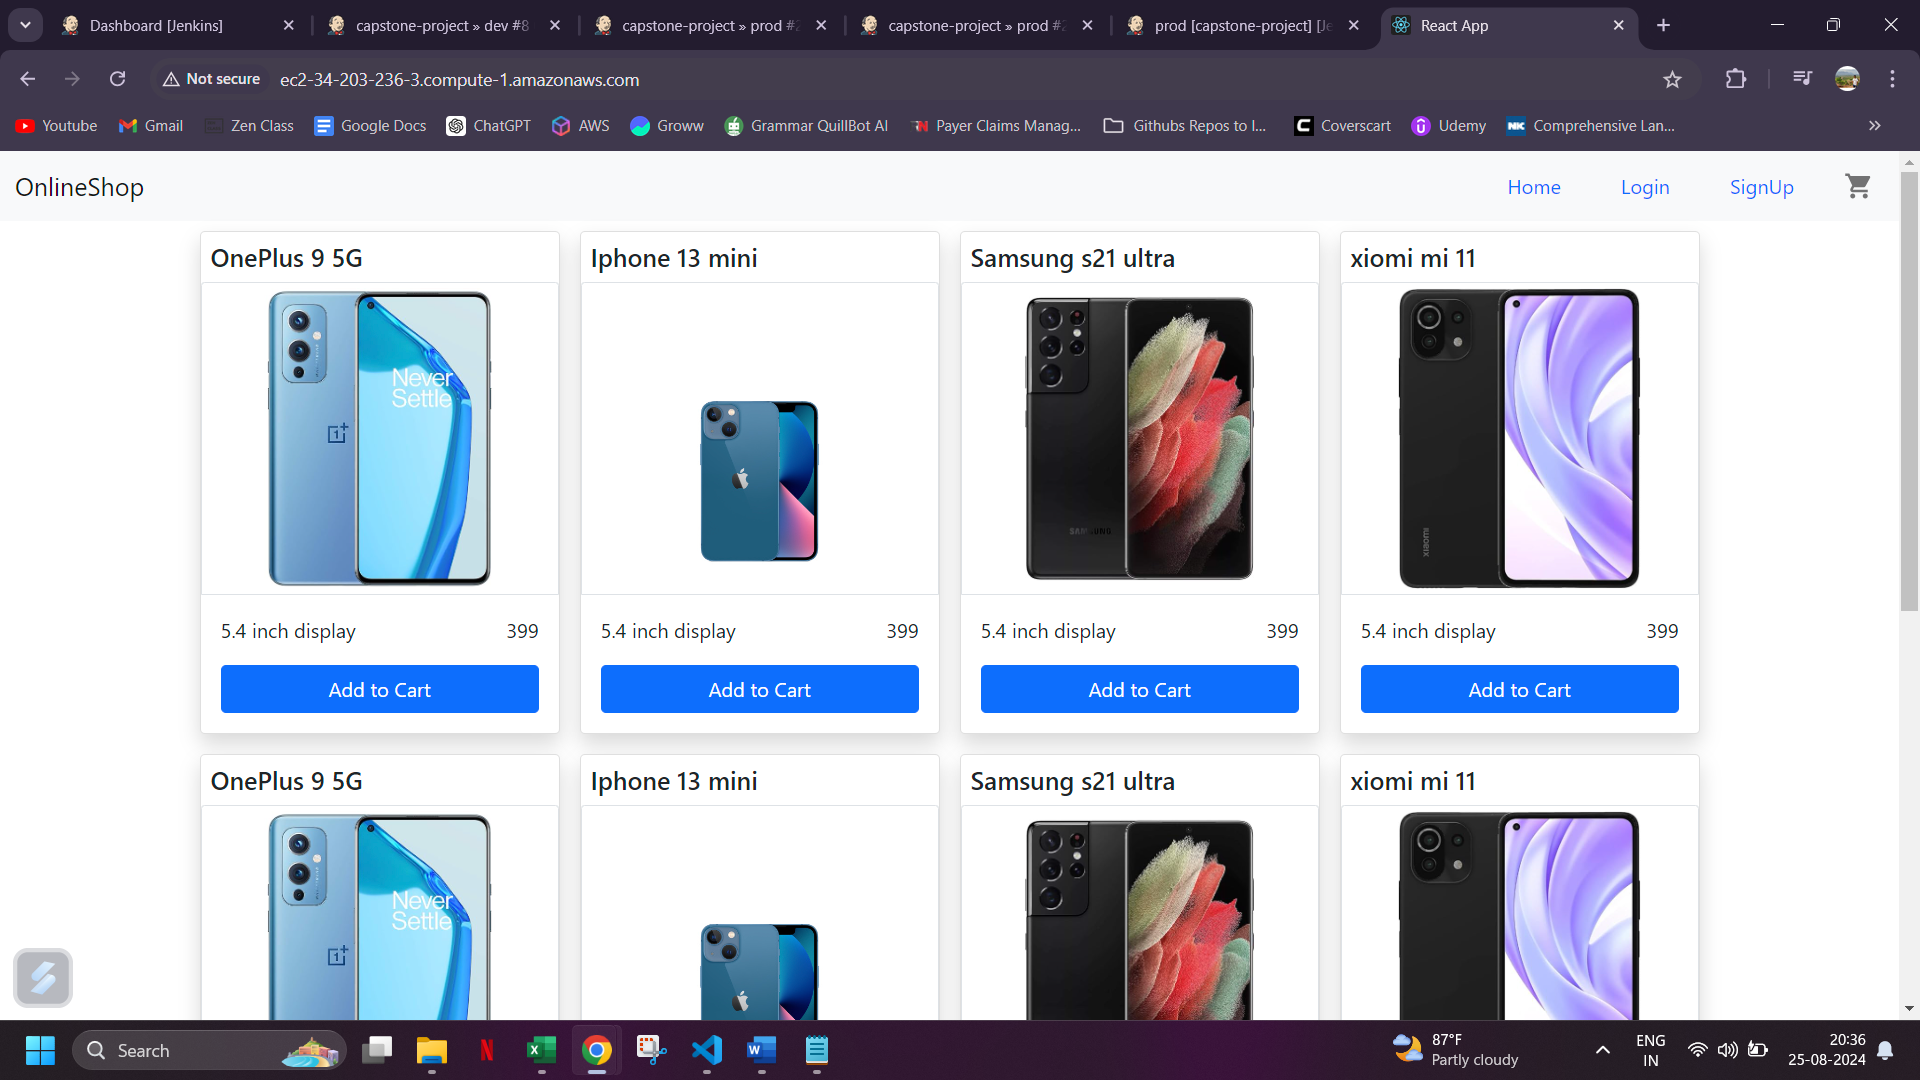 Dashboard [Jenkins]
capstone-project » dev #8
capstone-project » prod #2
capstone-project » prod #2
prod [capstone-project] [Je
React App
Not secure
ec2-34-203-236-3.compute-1.amazonaws.com
Youtube
Gmail
Zen Class
Google Docs
ChatGPT
AWS
Groww
Grammar QuillBot AI
Payer Claims Manag...
Githubs Repos to I...
Coverscart
Udemy
Comprehensive Lan...
OnlineShop
Home
Login
SignUp
OnePlus 9 5G
Iphone 13 mini
Samsung s21 ultra
xiomi mi 11
Never
Settle
SAMSUNG
XIAOMI
5.4 inch display
399
5.4 inch display
399
5.4 inch display
399
5.4 inch display
399
Add to Cart
Add to Cart
Add to Cart
Add to Cart
OnePlus 9 5G
Iphone 13 mini
Samsung s21 ultra
xiomi mi 11
Never
Settle
Search
87°F
Partly cloudy
ENG
IN
20:36
25-08-2024